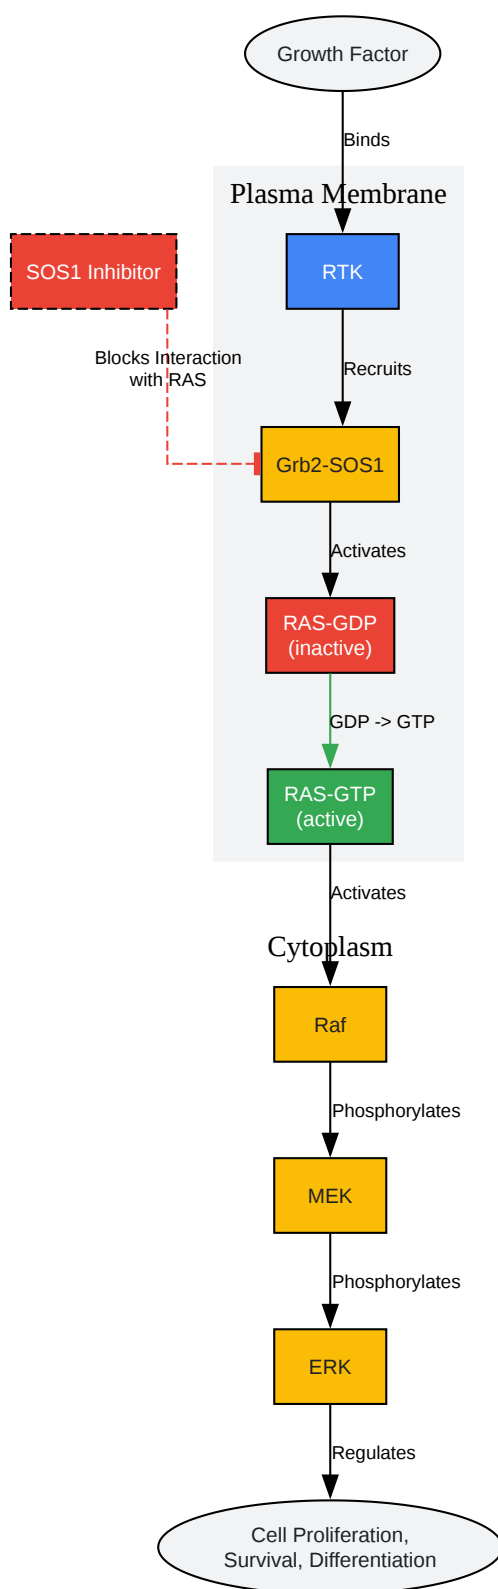 Growth Factor
Binds
Plasma Membrane
SOS1 Inhibitor
RTK
Blocks Interaction
with RAS
Recruits
Grb2-SOS1
Activates
RAS-GDP
(inactive)
GDP -> GTP
RAS-GTP
(active)
Activates
Cytoplasm
Raf
Phosphorylates
MEK
Phosphorylates
ERK
Regulates
Cell Proliferation,
Survival, Differentiation